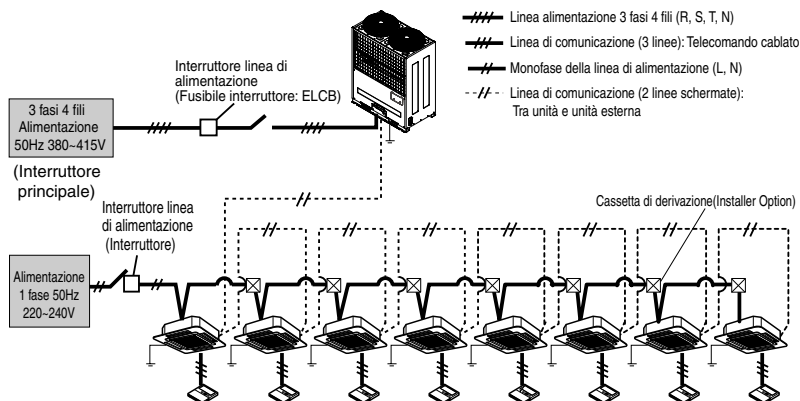 Linea alimentazione 3 fasi 4 fili (R, S, T, N)
Linea di comunicazione (3 linee): Telecomando cablato
Monofase della linea di alimentazione (L, N)
Linea di comunicazione (2 linee schermate):
Tra unità e unità esterna
Interruttore linea di
alimentazione
(Fusibile interruttore: ELCB)
3 fasi 4 fili
Alimentazione
50Hz 380~415V
(Interruttore
principale)
Interruttore linea
di alimentazione
(Interruttore)
Cassetta di derivazione(Installer Option)
Alimentazione
1 fase 50Hz
220~240V